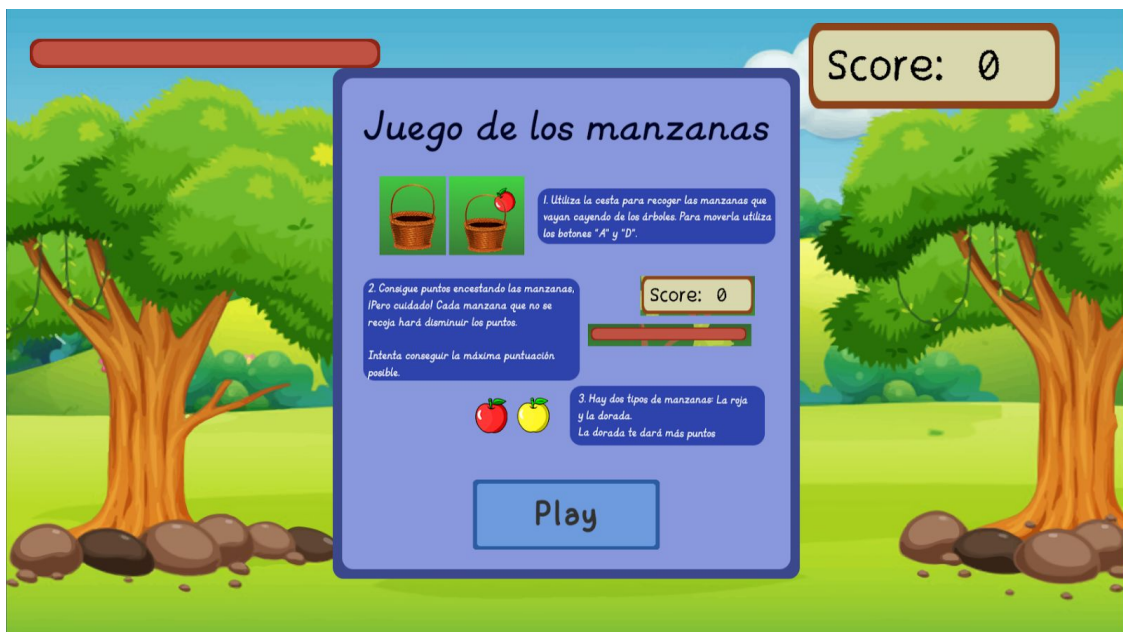 Score: 0
Juego de los manzanas
1. Utiliza la cesta para recoger las manzanas que
vayan cayendo de los árboles. Para moverla utiliza
los botones "A" y "D".
2. Consigue puntos encestando las manzanas,
¡Pero cuidado! Cada manzana que no se
recoja hará disminuir los puntos.
Intenta conseguir la máxima puntuación
posible.
Score: 0
3. Hay dos tipos de manzanas: La roja
y la dorada.
La dorada te dará más puntos
Play